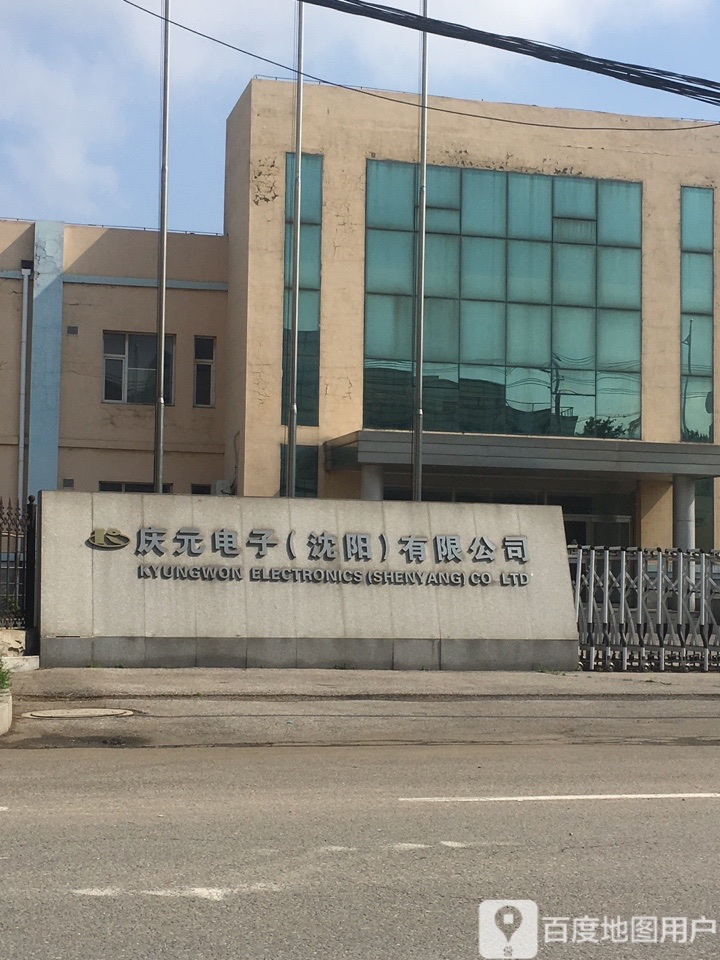 庆元电子(沈阳)有限公司
KYUNGWON ELECTRONICS (SHENYANG) CO LTD
百度地图用户